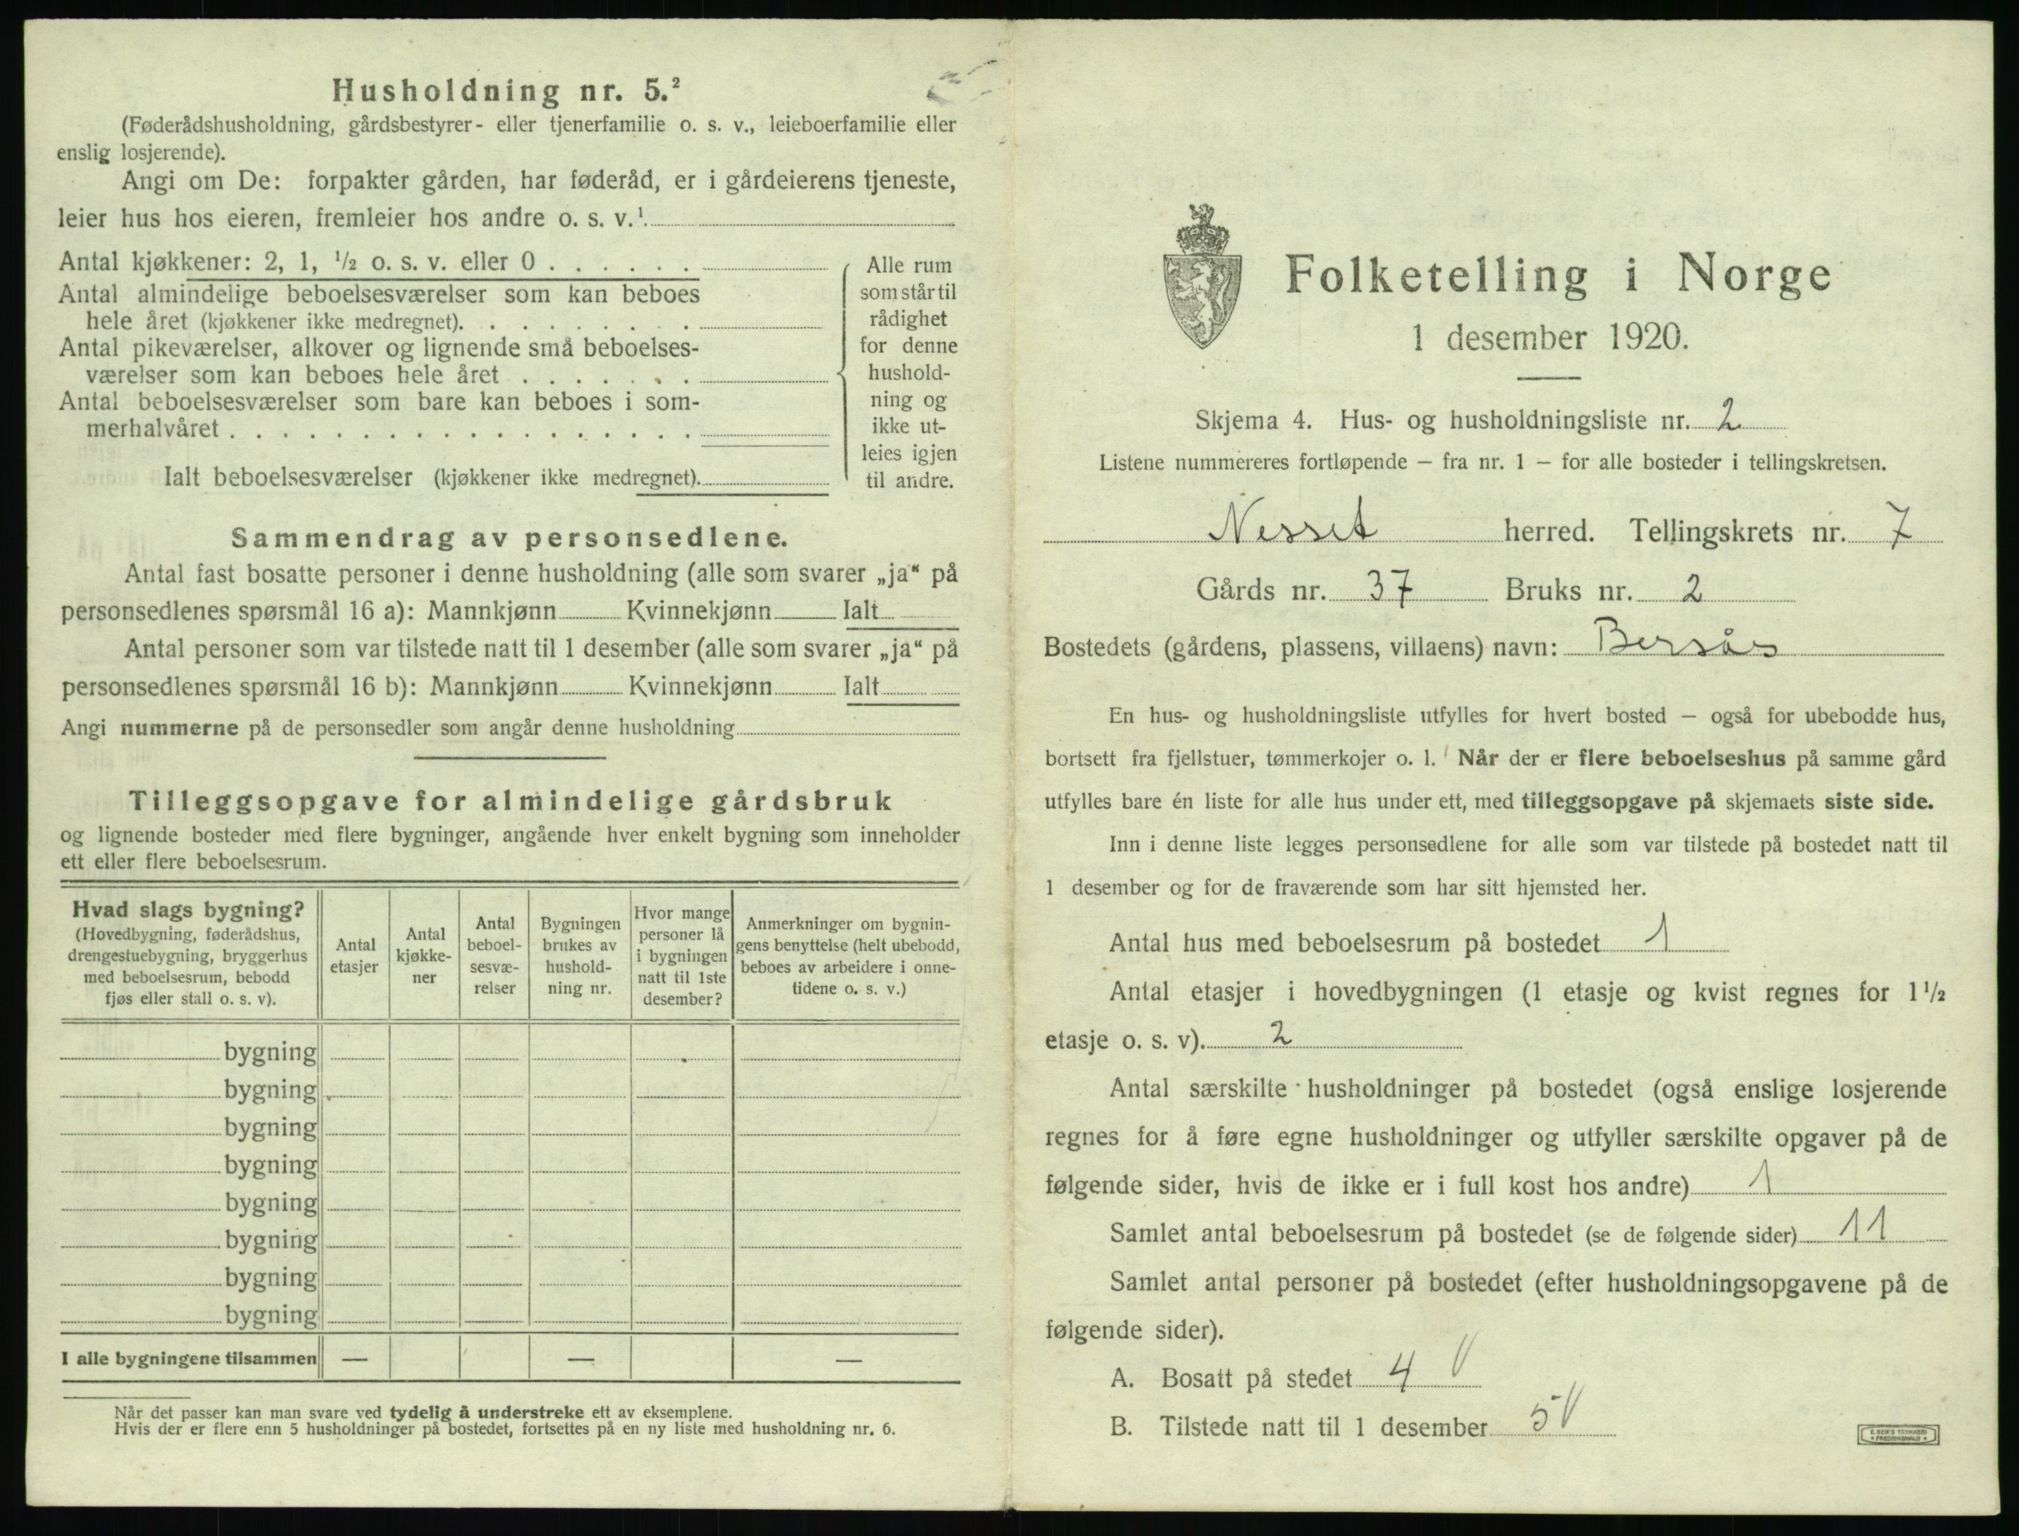 Husholdning nr. 5.²
(Føderådshusholdning, gårdsbestyrer- eller tjenerfamilie o. s. v., leieboerfamilie eller
enslig losjerende).
Angi om De: forpakter gården, har føderåd, er i gårdeierens tjeneste,
leier hus hos eieren, fremleier hos andre o. s. v.¹
Antal kjøkkener: 2, 1, ½ o. s. v. eller 0 . . . . . .
Antal almindelige beboelsesværelser som kan beboes
hele året (kjøkkener ikke medregnet). . . . . . . . .
Antal pikeværelser, alkover og lignende små beboelses-
værelser som kan beboes hele året . . . . . . .
Antal beboelsesværelser som bare kan beboes i som-
merhalvåret . . . . . . . . . . . . . . . . . .
Ialt beboelsesværelser (kjøkkener ikke medregnet).
Alle rum
som står til
rådighet
for denne
hushold-
ning og
ikke ut-
leies igjen
til andre.
Sammendrag av personsedlene.
Antal fast bosatte personer i denne husholdning (alle som svarer „ja“ på
personsedlenes spørsmål 16 a): Mannkjønn Kvinnekjønn Ialt
Antal personer som var tilstede natt til 1 desember (alle som svarer „ja“ på
personsedlenes spørsmål 16 b): Mannkjønn Kvinnekjønn Ialt
Angi nummerne på de personsedler som angår denne husholdning
Tilleggsopgave for almindelige gårdsbruk
og lignende bosteder med flere bygninger, angående hver enkelt bygning som inneholder
ett eller flere beboelsesrum.
Hvad slags bygning?
(Hovedbygning, føderådshus,
drengestuebygning, bryggerhus
med beboelsesrum, bebodd
fjøs eller stall o. s. v).
Antal
etasjer
Antal
kjøkke-
ner
Antal
beboel-
sesvæ-
relser
Bygningen
brukes av
hushold-
ning nr.
Hvor mange
personer lå
i bygningen
natt til 1ste
desember?
Anmerkninger om bygnin-
gens benyttelse (helt ubebodd,
beboes av arbeidere i onne-
tidene o. s. v.)
bygning
bygning
bygning
bygning
bygning
bygning
bygning
bygning
I alle bygningene tilsammen — — —
Når det passer kan man svare ved tydelig å understreke ett av eksemplene.
Hvis der er flere enn 5 husholdninger på bostedet, fortsettes på en ny liste med husholdning nr. 6.
Folketelling i Norge
1 desember 1920.
Skjema 4. Hus- og husholdningsliste nr. 2
Listene nummereres fortløpende – fra nr. 1 – for alle bosteder i tellingskretsen.
Nesset herred. Tellingskrets nr. 7
Gårds nr. 37 Bruks nr. 2
Bostedets (gårdens, plassens, villaens) navn: Bersås
En hus- og husholdningsliste utfylles for hvert bosted – også for ubebodde hus,
bortsett fra fjellstuer, tømmerkojer o. l. Når der er flere beboelseshus på samme gård
utfylles bare én liste for alle hus under ett, med tilleggsopgave på skjemaets siste side.
Inn i denne liste legges personsedlene for alle som var tilstede på bostedet natt til
1 desember og for de fraværende som har sitt hjemsted her.
Antal hus med beboelsesrum på bostedet 1
Antal etasjer i hovedbygningen (1 etasje og kvist regnes for 1½
etasje o. s. v). 2
Antal særskilte husholdninger på bostedet (også enslige losjerende
regnes for å føre egne husholdninger og utfyller særskilte opgaver på de
følgende sider, hvis de ikke er i full kost hos andre) 1
Samlet antal beboelsesrum på bostedet (se de følgende sider) 11
Samlet antal personer på bostedet (efter husholdningsopgavene på de
følgende sider).
A. Bosatt på stedet 4
B. Tilstede natt til 1 desember 5